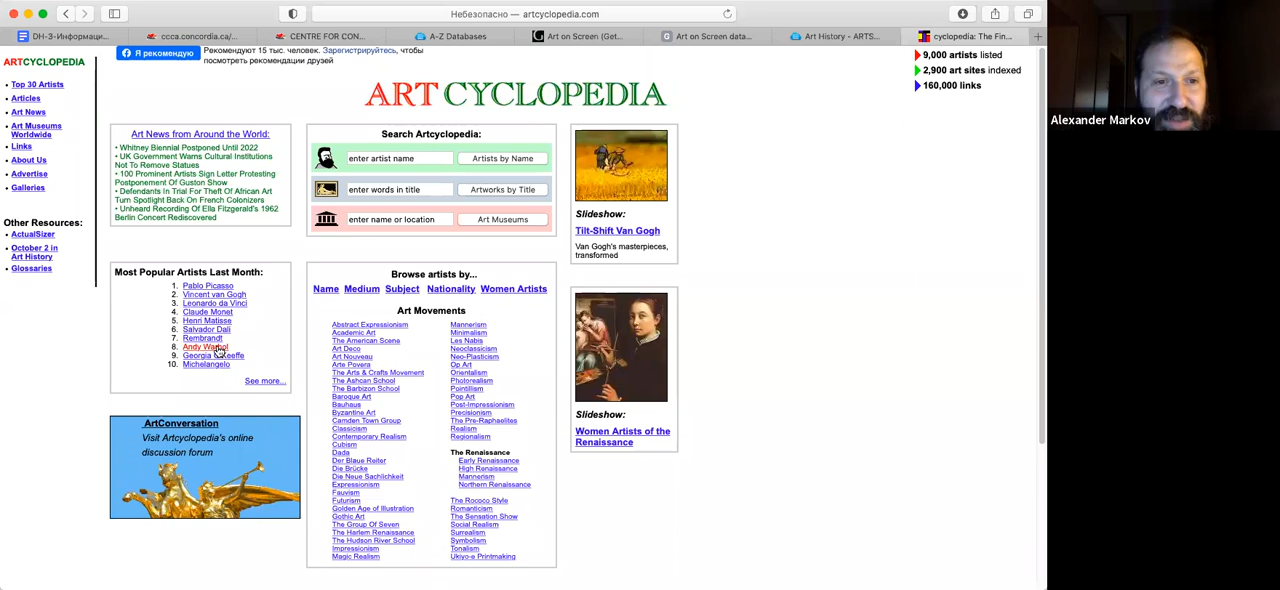 Небезопасно — artcyclopedia.com
DH-3-Информаци...
ccca.concordia.ca/...
CENTRE FOR CON...
A-Z Databases
Art on Screen (Get...
Art on Screen data...
Art History - ARTS...
cyclopedia: The Fin...
ARTCYCLOPEDIA
• Top 30 Artists
• Articles
• Art News
• Art Museums
Worldwide
• Links
• About Us
• Advertise
• Galleries
Other Resources:
• ActualSizer
• October 2 in
Art History
• Glossaries
Я рекомендую
Рекомендуют 15 тыс. человек. Зарегистрируйтесь, чтобы
посмотреть рекомендации друзей
9,000 artists listed
2,900 art sites indexed
160,000 links
ARTCYCLOPEDIA
Art News from Around the World:
• Whitney Biennial Postponed Until 2022
• UK Government Warns Cultural Institutions
Not To Remove Statues
• 100 Prominent Artists Sign Letter Protesting
Postponement Of Guston Show
• Defendants In Trial For Theft Of African Art
Turn Spotlight Back On French Colonizers
• Unheard Recording Of Ella Fitzgerald's 1962
Berlin Concert Rediscovered
Search Artcyclopedia:
enter artist name
Artists by Name
enter words in title
Artworks by Title
enter name or location
Art Museums
Slideshow:
Tilt-Shift Van Gogh
Van Gogh's masterpieces,
transformed
Most Popular Artists Last Month:
1. Pablo Picasso
2. Vincent van Gogh
3. Leonardo da Vinci
4. Claude Monet
5. Henri Matisse
6. Salvador Dali
7. Rembrandt
8. Andy
9. Georgia
10. Michelangelo
See more...
ArtConversation
Visit Artcyclopedia's online
discussion forum
Browse artists by...
Name Medium Subject Nationality Women Artists
Art Movements
Abstract Expressionism
Academic Art
The American Scene
Art Deco
Art Nouveau
Arte Povera
The Arts & Crafts Movement
The Ashcan School
The Barbizon School
Baroque Art
Bauhaus
Byzantine Art
Camden Town Group
Classicism
Contemporary Realism
Cubism
Dada
Der Blaue Reiter
Die Brücke
Die Neue Sachlichkeit
Expressionism
Fauvism
Futurism
Golden Age of Illustration
Gothic Art
The Group Of Seven
The Harlem Renaissance
The Hudson River School
Impressionism
Magic Realism
Mannerism
Minimalism
Les Nabis
Neoclassicism
Neo-Plasticism
Op Art
Orientalism
Photorealism
Pointillism
Pop Art
Post-Impressionism
Precisionism
The Pre-Raphaelites
Realism
Regionalism
The Renaissance
Early Renaissance
High Renaissance
Mannerism
Northern Renaissance
The Rococo Style
Romanticism
The Sensation Show
Social Realism
Surrealism
Symbolism
Tonalism
Ukiyo-e Printmaking
Slideshow:
Women Artists of the
Renaissance
Alexander Markov